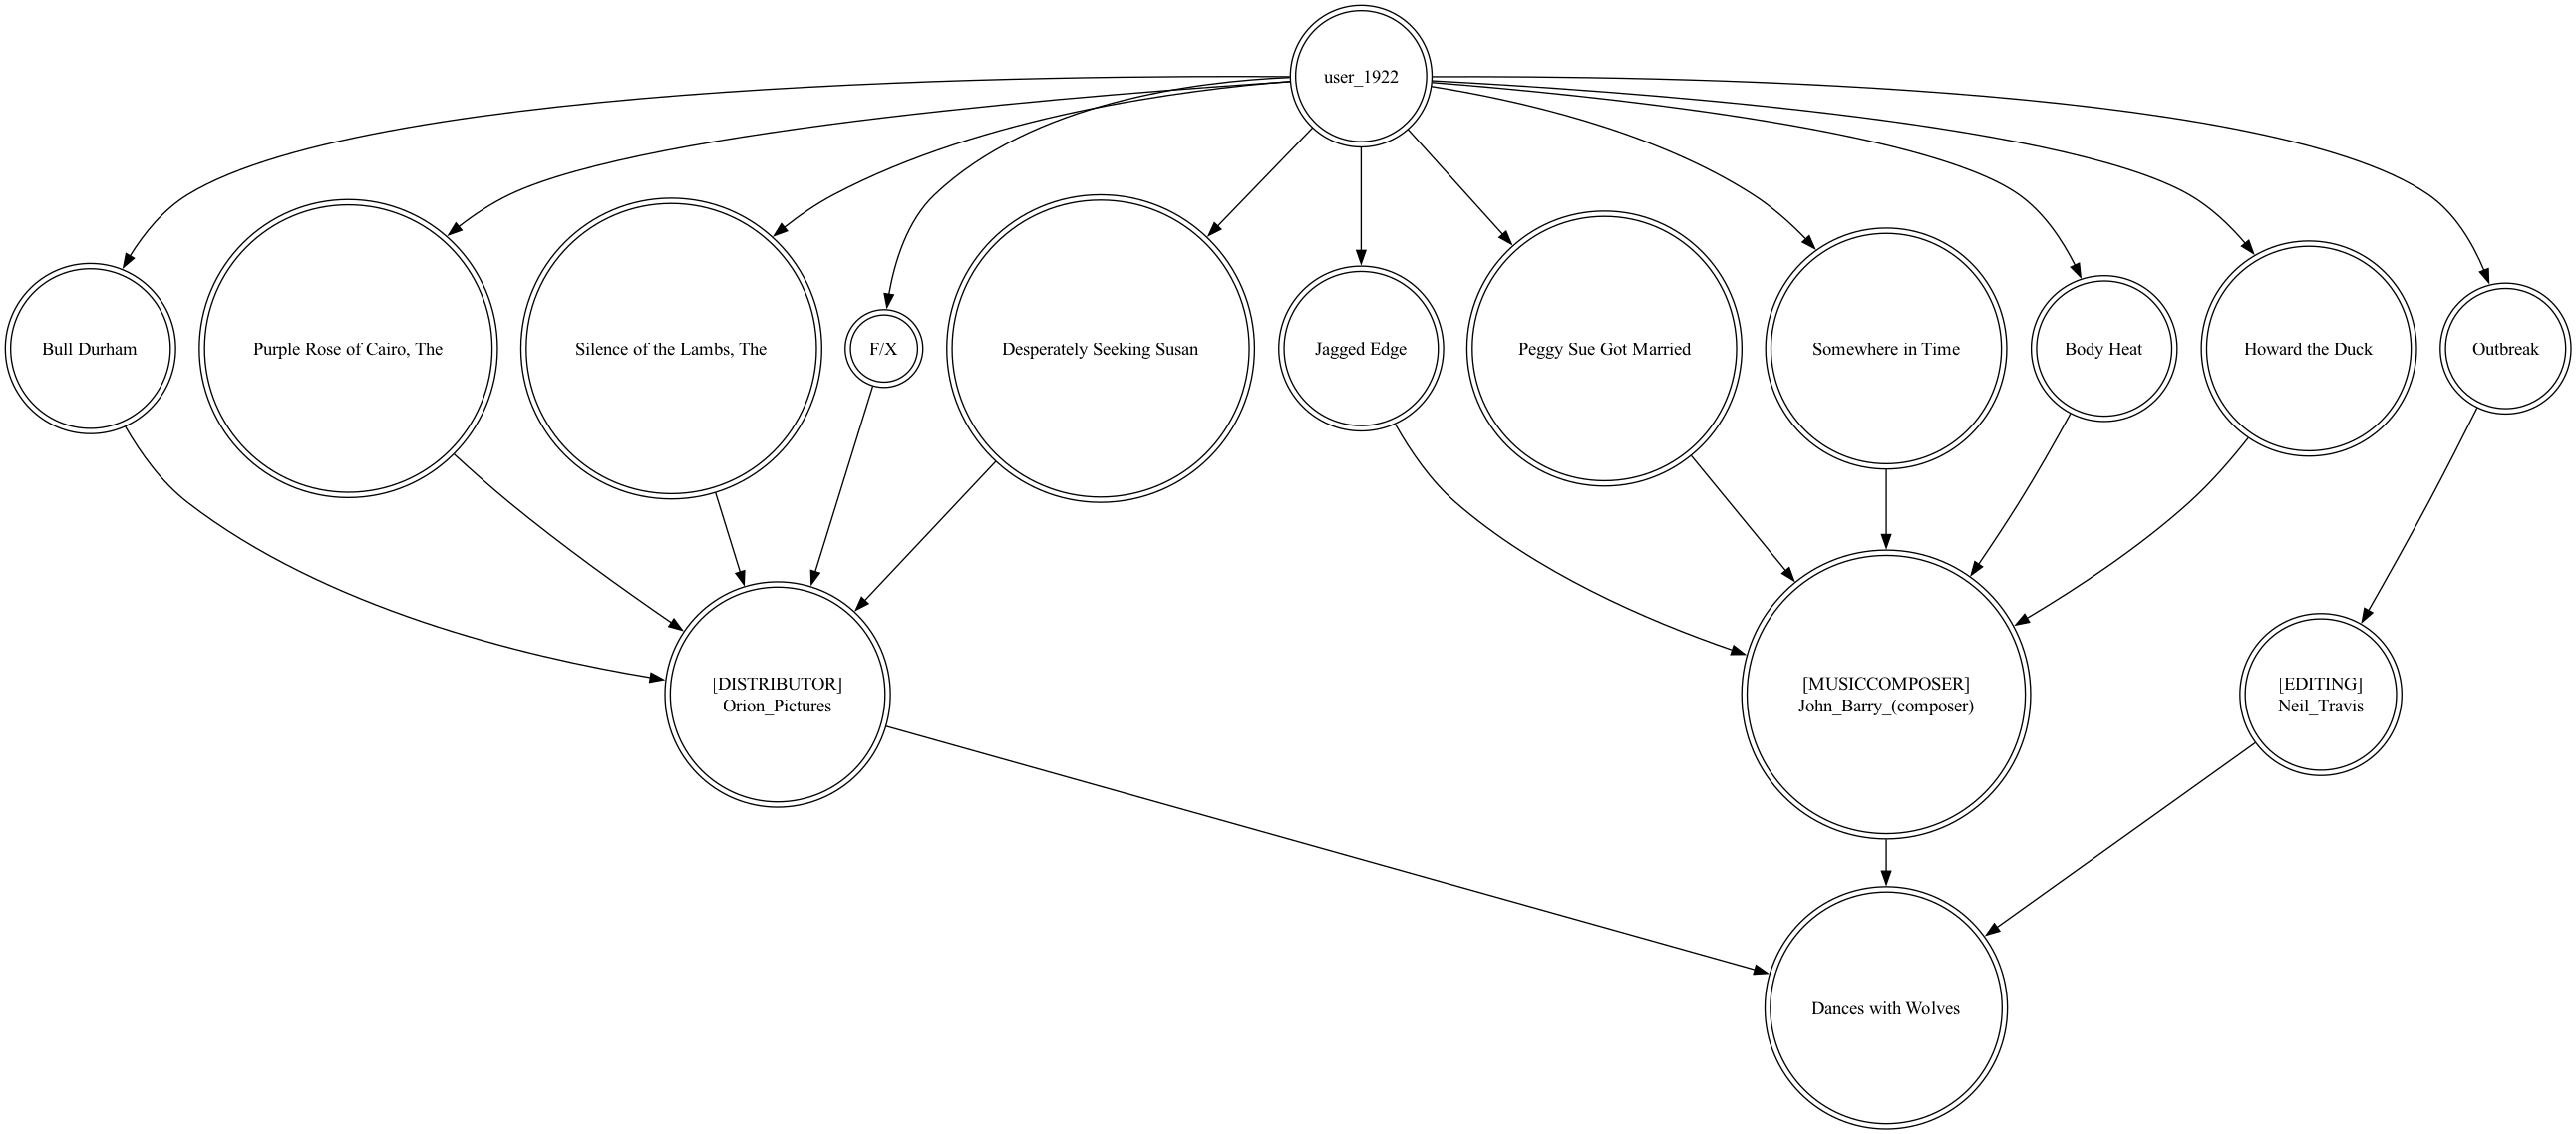 user_1922
Bull Durham
Purple Rose of Cairo, The
Silence of the Lambs, The
F/X
Desperately Seeking Susan
Jagged Edge
Peggy Sue Got Married
Somewhere in Time
Body Heat
Howard the Duck
Outbreak
[DISTRIBUTOR]
Orion_Pictures
[MUSICCOMPOSER]
John_Barry_(composer)
[EDITING]
Neil_Travis
Dances with Wolves